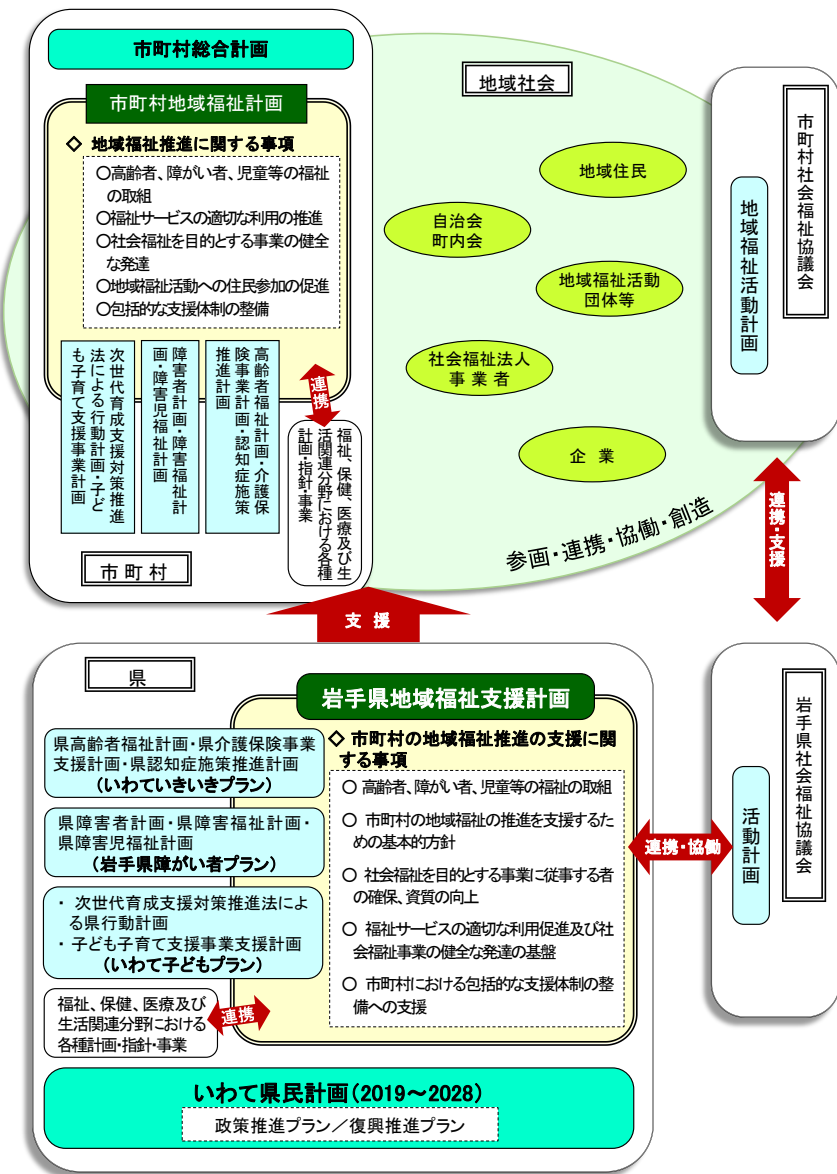 市町村総合計画
市町村地域福祉計画
◇ 地域福祉推進に関する事項
○高齢者、障がい者、児童等の福祉
の取組
○福祉サービスの適切な利用の推進
○社会福祉を目的とする事業の健全
な発達
○地域福祉活動への住民参加の促進
○包括的な支援体制の整備
次世代育成支援対策推進
法による行動計画・子ど
も子育て支援事業計画
障害者計画・障害福祉計
画・障害児福祉計画
高齢者福祉計画・介護保
険事業計画・認知症施策
推進計画
連携
福祉、保健、医療及び生
活関連分野における各種
計画・指針・事業
市町村
地域社会
地域住民
自治会
町内会
地域福祉活動
団体等
社会福祉法人
事業者
企業
参画・連携・協働・創造
市町村社会福祉協議会
地域福祉活動計画
連携・支援
支援
県
岩手県地域福祉支援計画
◇ 市町村の地域福祉推進の支援に関
する事項
○ 高齢者、障がい者、児童等の福祉の取組
○ 市町村の地域福祉の推進を支援するた
めの基本的方針
○ 社会福祉を目的とする事業に従事する者
の確保、資質の向上
○ 福祉サービスの適切な利用促進及び社
会福祉事業の健全な発達の基盤
○ 市町村における包括的な支援体制の整
備への支援
県高齢者福祉計画・県介護保険事業
支援計画・県認知症施策推進計画
(いわていきいきプラン)
県障害者計画・県障害福祉計画・
県障害児福祉計画
(岩手県障がい者プラン)
・ 次世代育成支援対策推進法によ
る県行動計画
・ 子ども子育て支援事業支援計画
(いわて子どもプラン)
福祉、保健、医療及び
生活関連分野における
各種計画・指針・事業
連携
連携・協働
岩手県社会福祉協議会
活動計画
いわて県民計画(2019～2028)
政策推進プラン／復興推進プラン